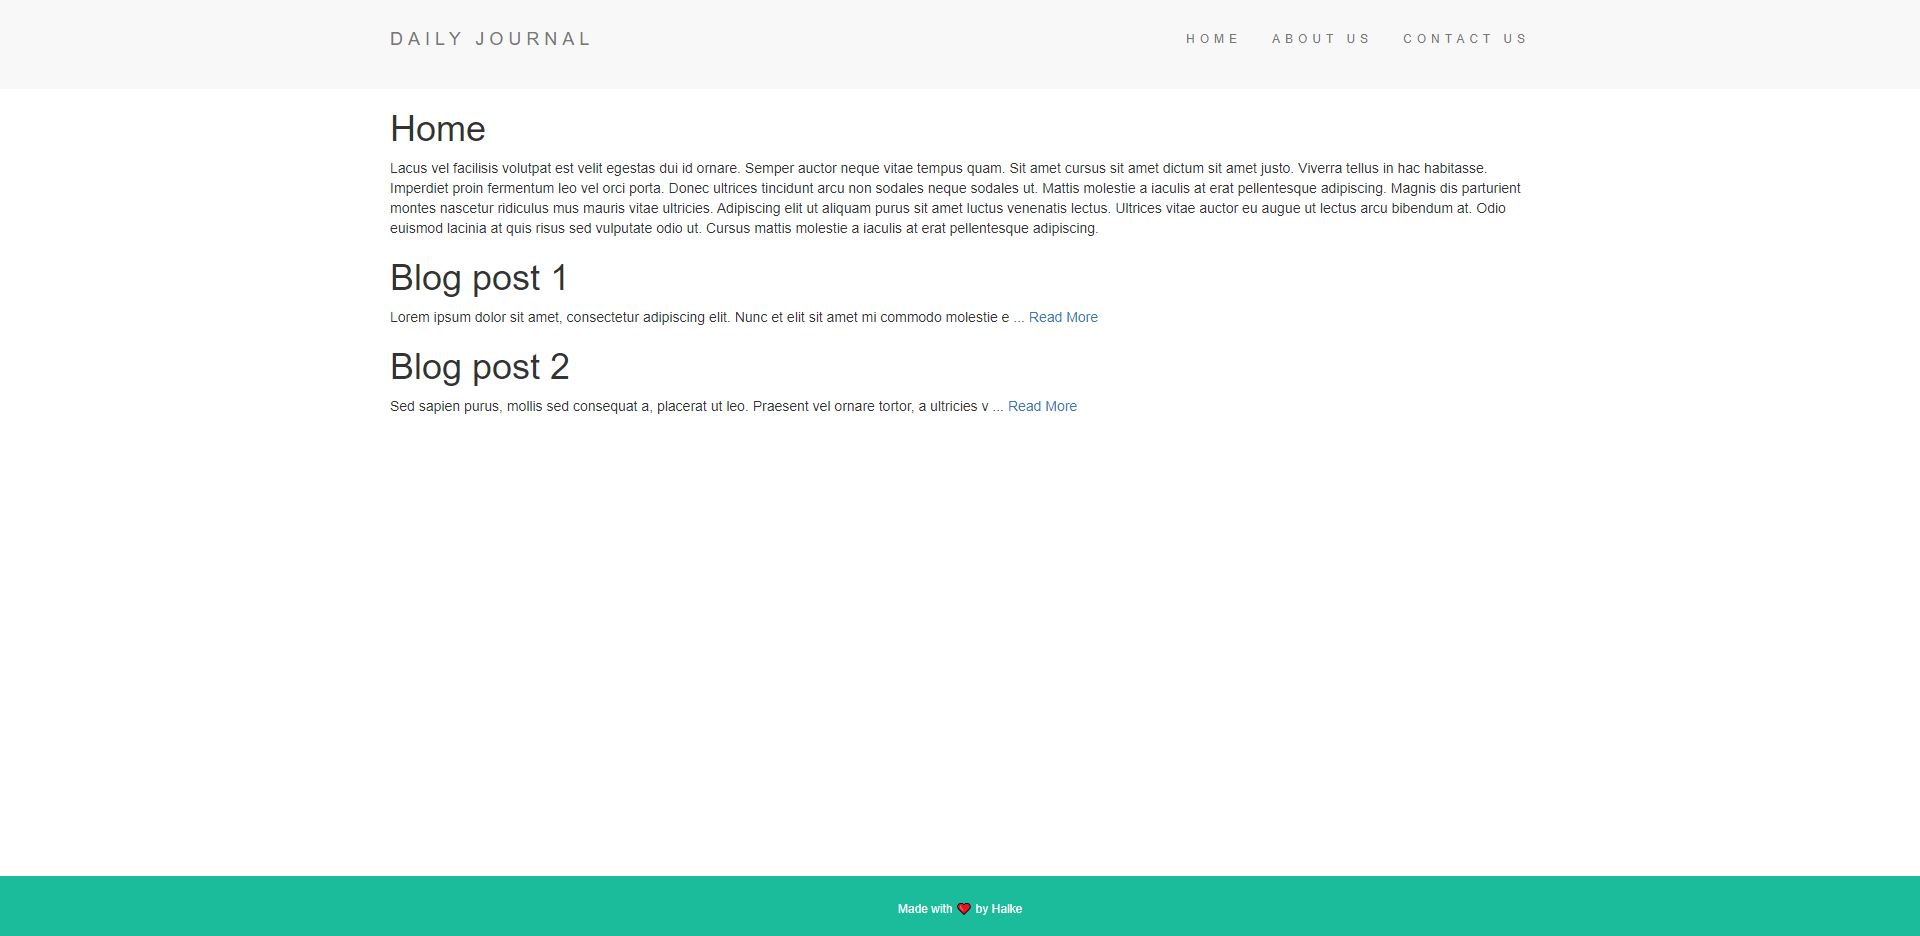 DAILY JOURNAL
HOME ABOUT US CONTACT US
Home
Lacus vel facilisis volutpat est velit egestas dui id ornare. Semper auctor neque vitae tempus quam. Sit amet cursus sit amet dictum sit amet justo. Viverra tellus in hac habitasse.
Imperdiet proin fermentum leo vel orci porta. Donec ultrices tincidunt arcu non sodales neque sodales ut. Mattis molestie a iaculis at erat pellentesque adipiscing. Magnis dis parturient
montes nascetur ridiculus mus mauris vitae ultricies. Adipiscing elit ut aliquam purus sit amet luctus venenatis lectus. Ultrices vitae auctor eu augue ut lectus arcu bibendum at. Odio
euismod lacinia at quis risus sed vulputate odio ut. Cursus mattis molestie a iaculis at erat pellentesque adipiscing.
Blog post 1
Lorem ipsum dolor sit amet, consectetur adipiscing elit. Nunc et elit sit amet mi commodo molestie e ... Read More
Blog post 2
Sed sapien purus, mollis sed consequat a, placerat ut leo. Praesent vel ornare tortor, a ultricies v ... Read More
Made with ❤ by Halke